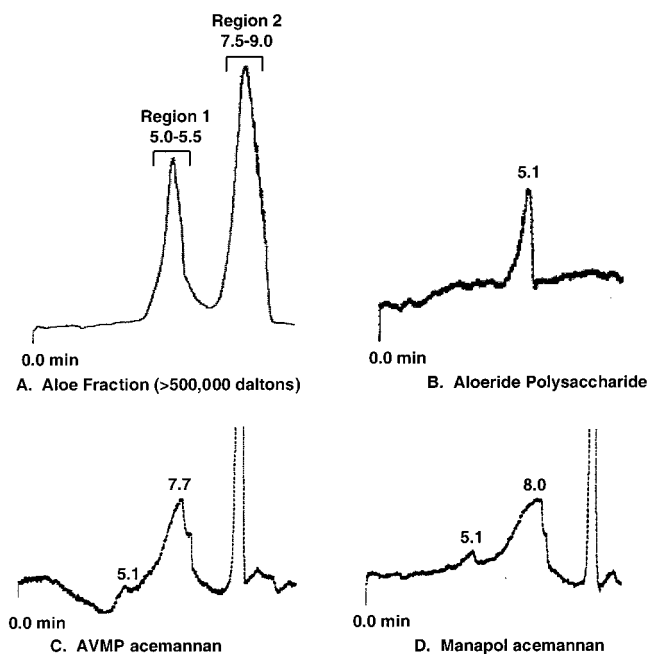 Region 2
7.5-9.0
Region 1
5.0-5.5
0.0 min
A. Aloe Fraction (>500,000 daltons)
5.1
0.0 min
B. Aloeride Polysaccharide
7.7
5.1
0.0 min
C. AVMP acemannan
8.0
5.1
0.0 min
D. Manapol acemannan